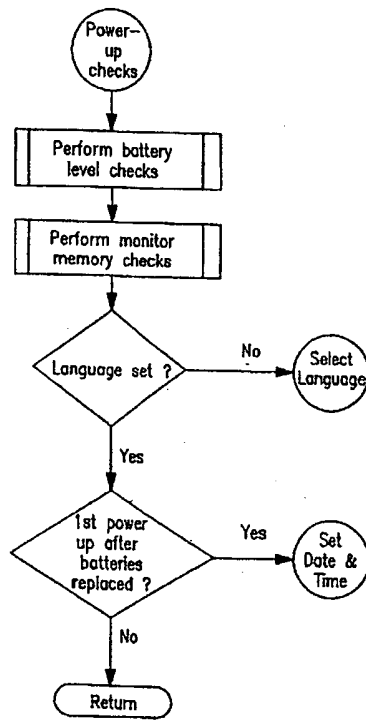 Power-
up
checks
Perform battery
level checks
Perform monitor
memory checks
Language set ?
No
Select
Language
Yes
1st power
up after
batteries
replaced ?
Yes
Set
Date &
Time
No
Return